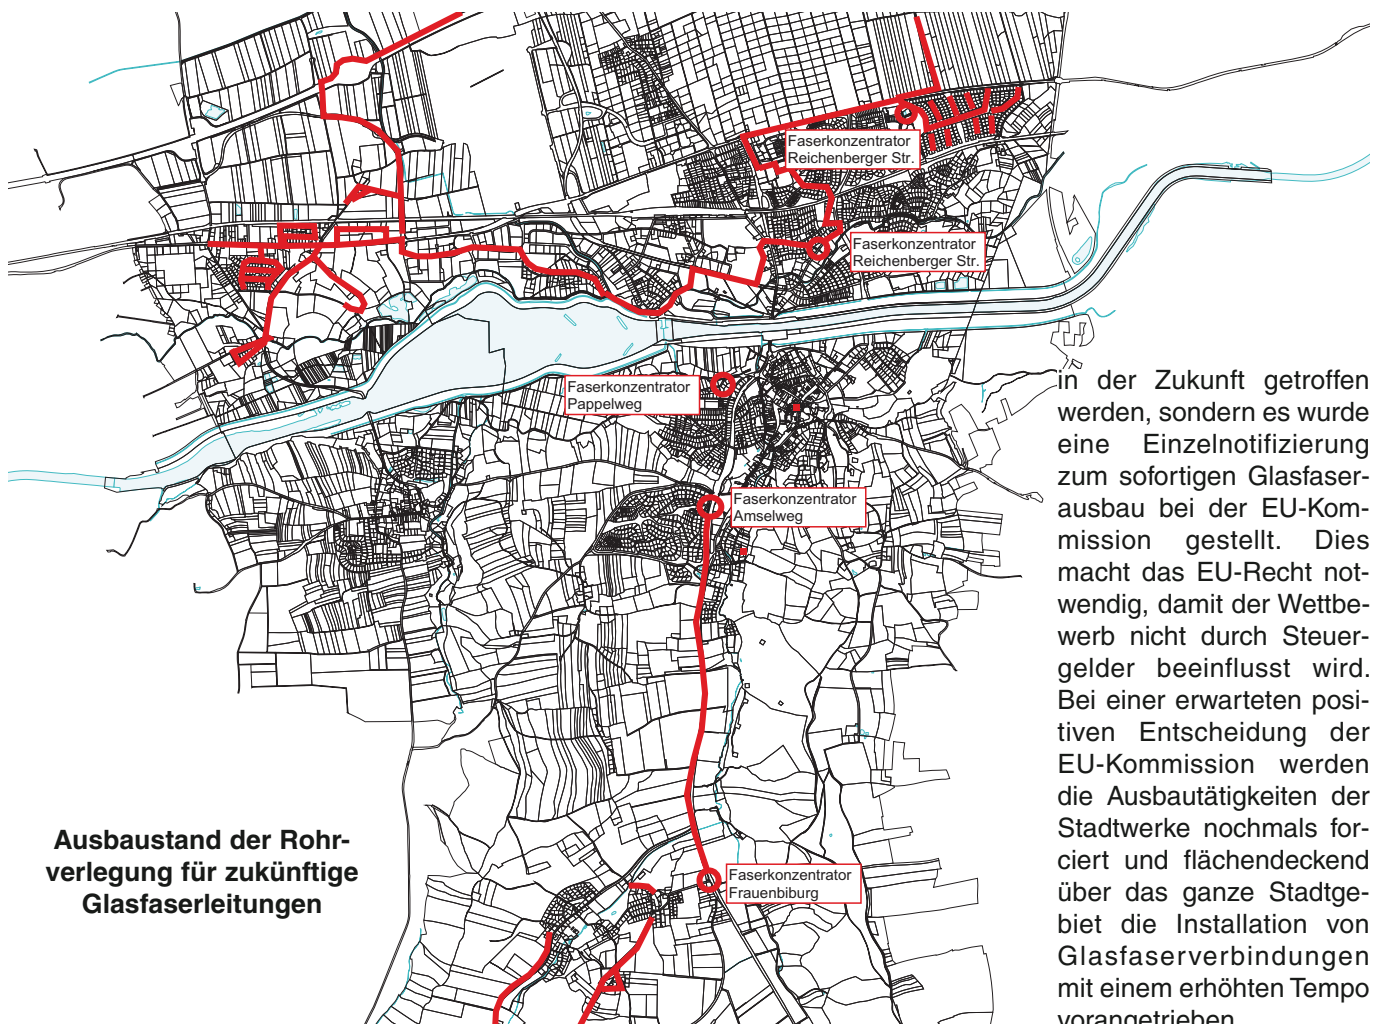 Faserkonzentrator
Reichenberger Str.
Faserkonzentrator
Reichenberger Str.
Faserkonzentrator
Pappelweg
Faserkonzentrator
Amselweg
Faserkonzentrator
Frauenbiburg
Ausbaustand der Rohr-
verlegung für zukünftige
Glasfaserleitungen
in der Zukunft getroffen
werden, sondern es wurde
eine Einzelnotifizierung
zum sofortigen Glasfaser-
ausbau bei der EU-Kom-
mission gestellt. Dies
macht das EU-Recht not-
wendig, damit der Wettbe-
werb nicht durch Steuer-
gelder beeinflusst wird.
Bei einer erwarteten posi-
tiven Entscheidung der
EU-Kommission werden
die Ausbautätigkeiten der
Stadtwerke nochmals for-
ciert und flächendeckend
über das ganze Stadtge-
biet die Installation von
Glasfaserverbindungen
mit einem erhöhten Tempo
vorangetrieben